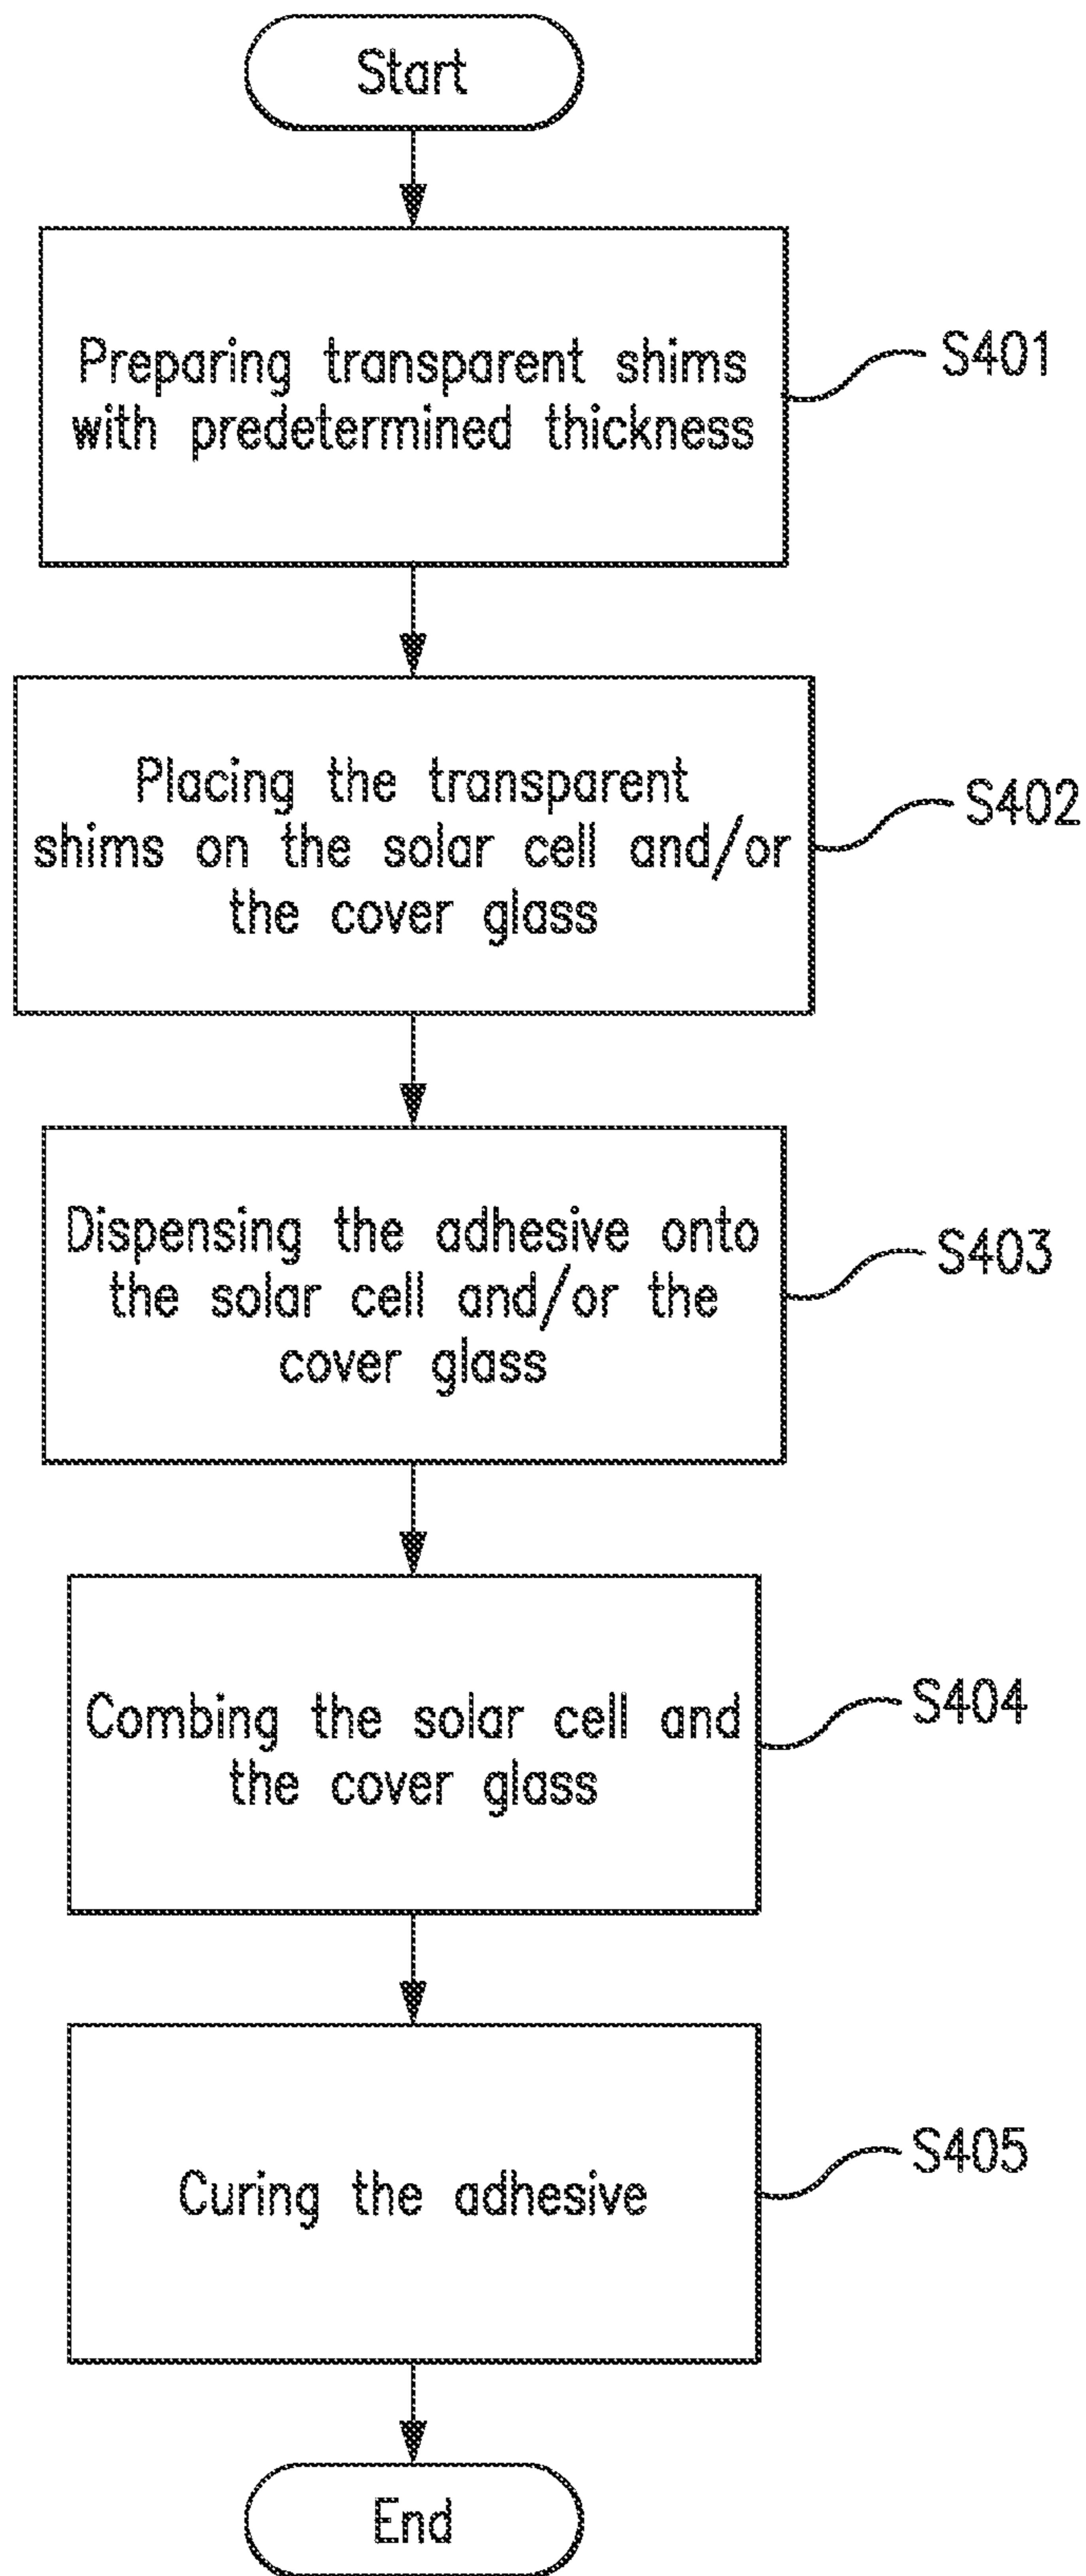 Start
Preparing transparent shims
with predetermined thickness
S401
Placing the transparent
shims on the solar cell and/or
the cover glass
S402
Dispensing the adhesive onto
the solar cell and/or the
cover glass
S403
Combing the solar cell and
the cover glass
S404
Curing the adhesive
S405
End